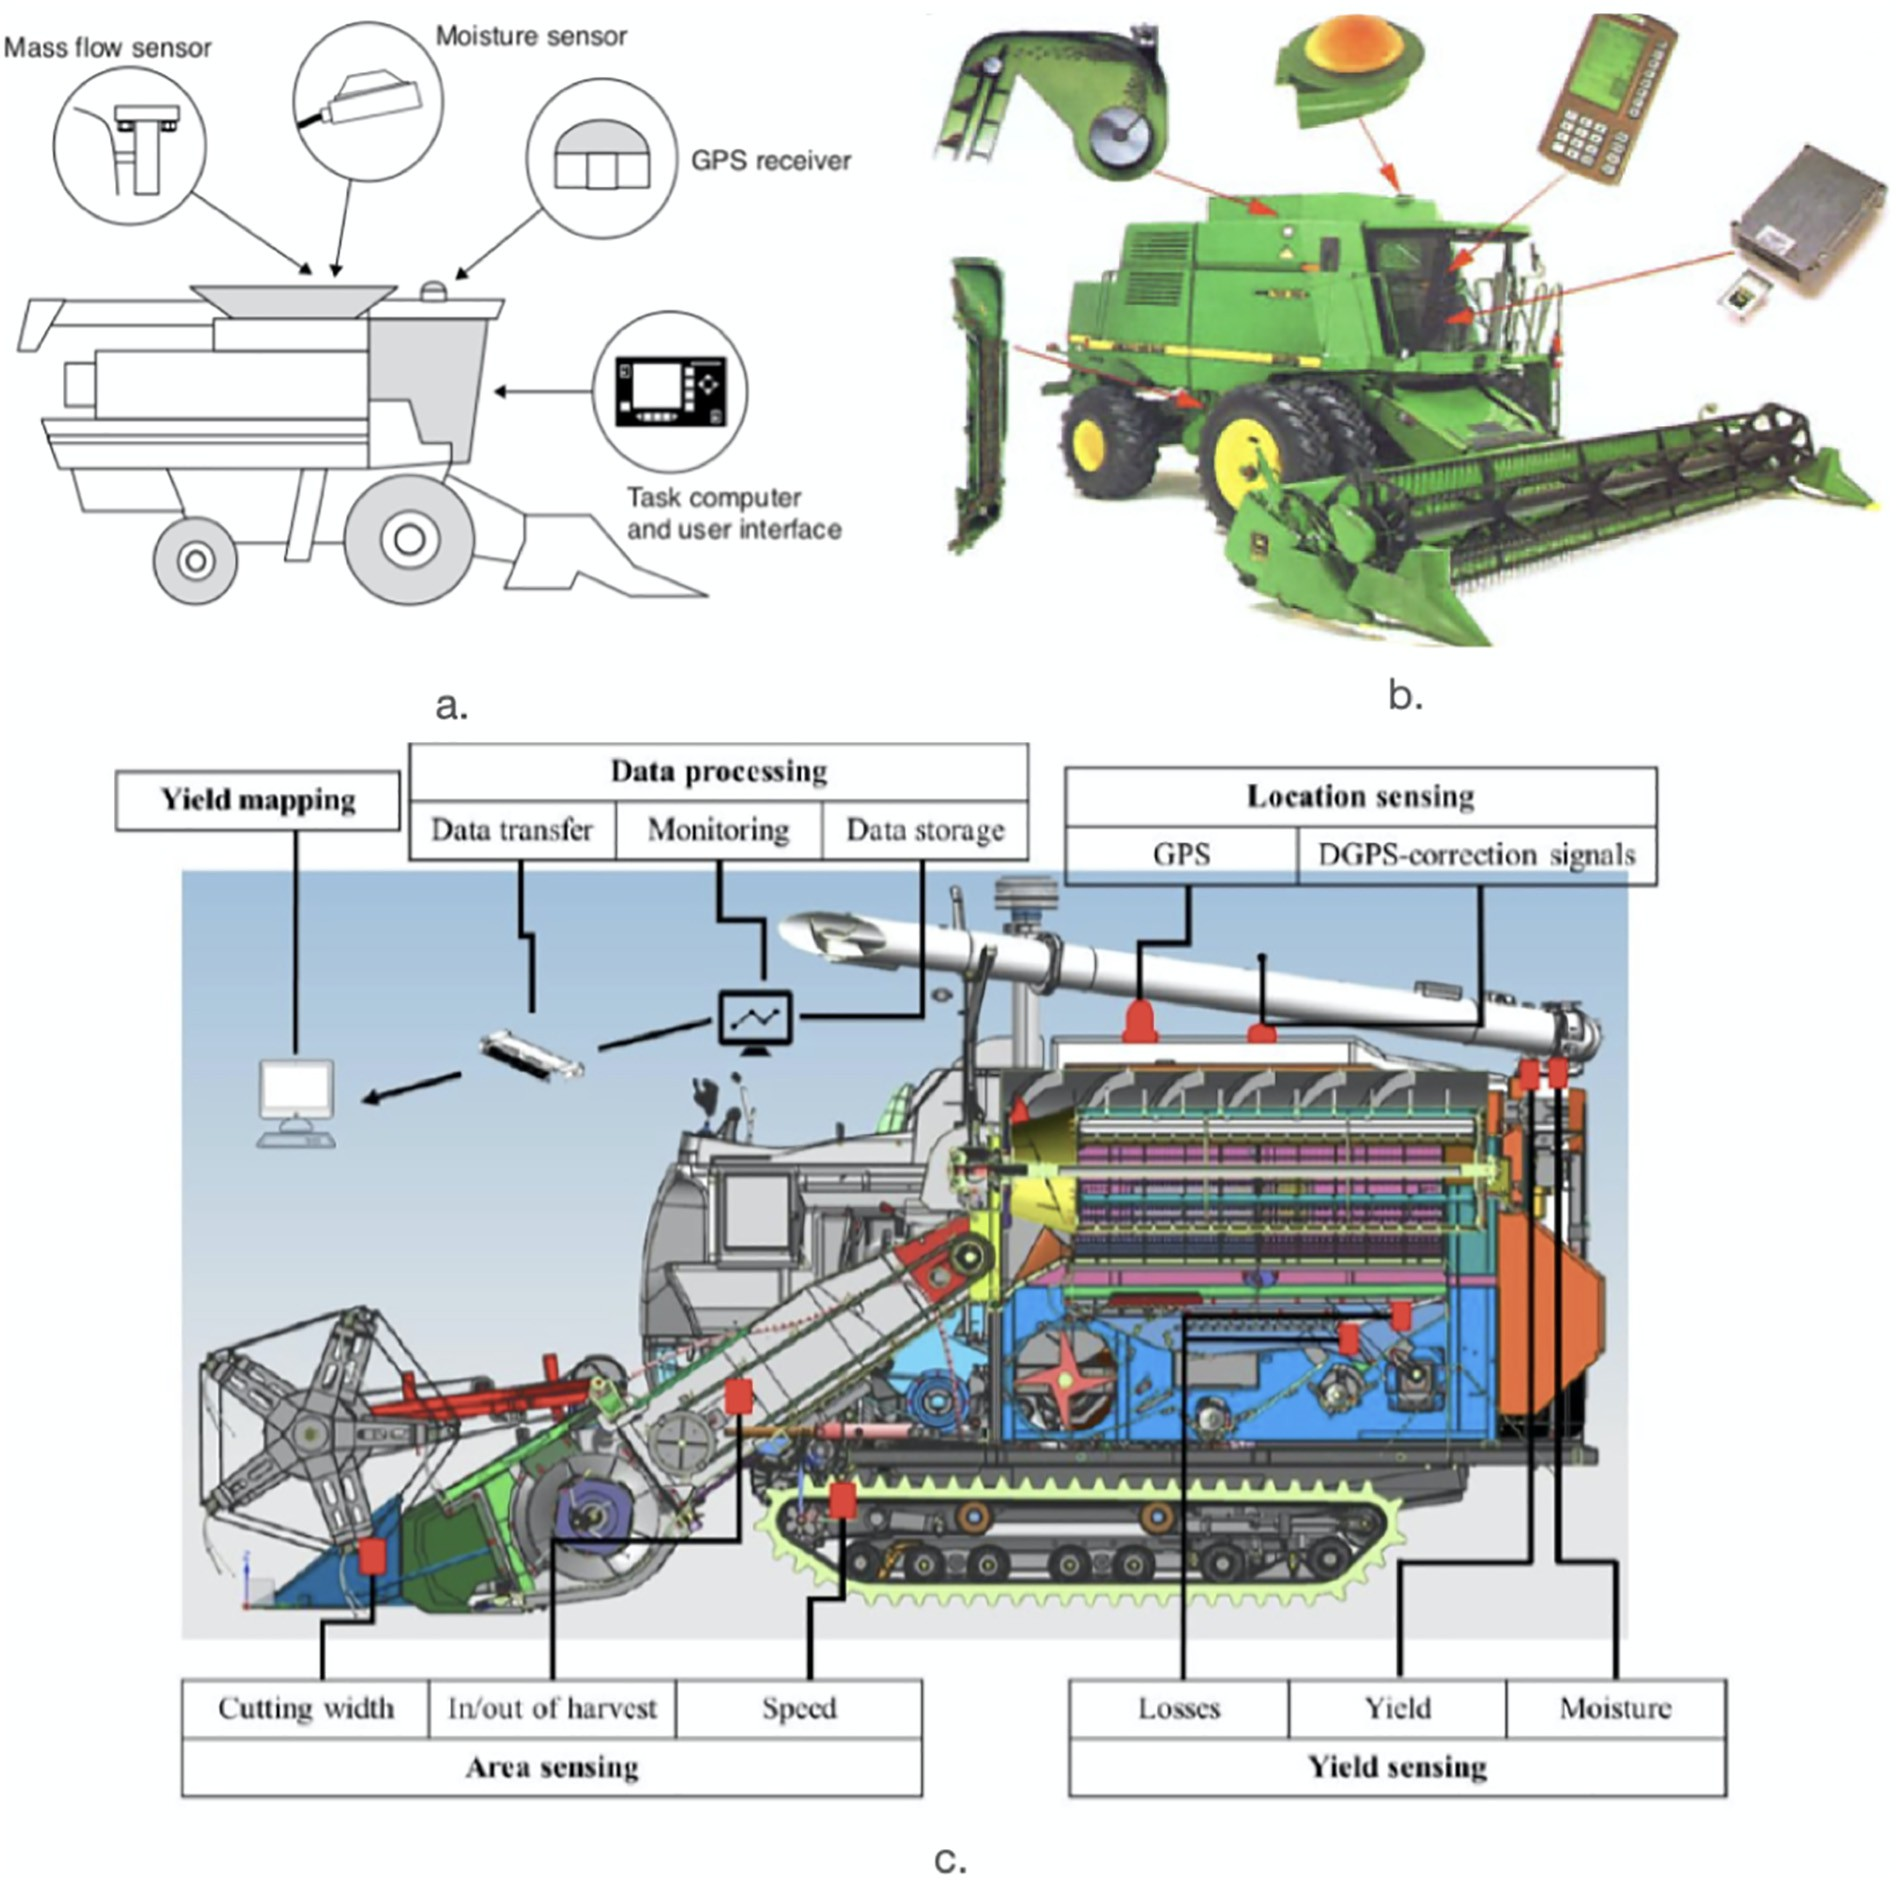 Mass flow sensor
Moisture sensor
GPS receiver
Task computer
and user interface
a.
b.
Yield mapping
Data processing
Data transfer
Monitoring
Data storage
Location sensing
GPS
DGPS-correction signals
Cutting width
In/out of harvest
Speed
Area sensing
Losses
Yield
Moisture
Yield sensing
c.